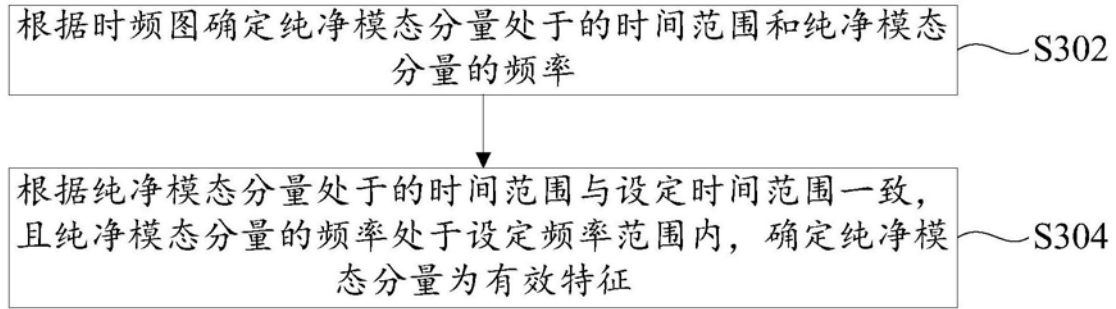 根据时频图确定纯净模态分量处于的时间范围和纯净模态
分量的频率
S302
根据纯净模态分量处于的时间范围与设定时间范围一致，
且纯净模态分量的频率处于设定频率范围内，确定纯净模
态分量为有效特征
S304